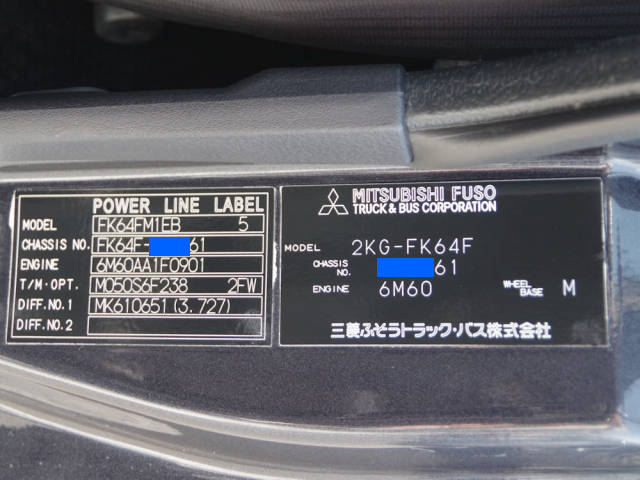 POWER LINE LABEL
MODEL FK64FM1EB 5
CHASSIS NO. FK64F- 61
ENGINE 6M60AA1F0901
T/M·OPT. M050S6F238 2FW
DIFF.NO.1 MK610651(3.727)
DIFF.NO.2
MITSUBISHI FUSO
TRUCK & BUS CORPORATION
MODEL 2KG-FK64F
CHASSIS NO. 61
ENGINE 6M60 WHEEL BASE M
三菱ふそうトラック・バス株式会社